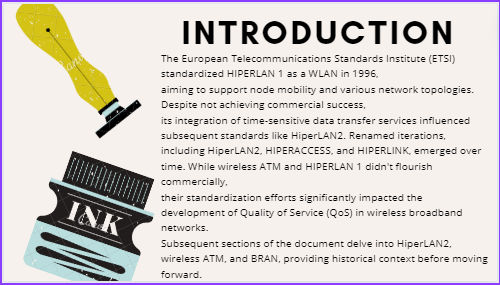 INTRODUCTION
The European Telecommunications Standards Institute (ETSI)
standardized HIPERLAN 1 as a WLAN in 1996,
aiming to support node mobility and various network topologies.
Despite not achieving commercial success,
its integration of time-sensitive data transfer services influenced
subsequent standards like HiperLAN2. Renamed iterations,
including HiperLAN2, HIPERACCESS, and HIPERLINK, emerged over
time. While wireless ATM and HIPERLAN 1 didn't flourish
commercially,
their standardization efforts significantly impacted the
development of Quality of Service (QoS) in wireless broadband
networks.
Subsequent sections of the document delve into HiperLAN2,
wireless ATM, and BRAN, providing historical context before moving
forward.
INK